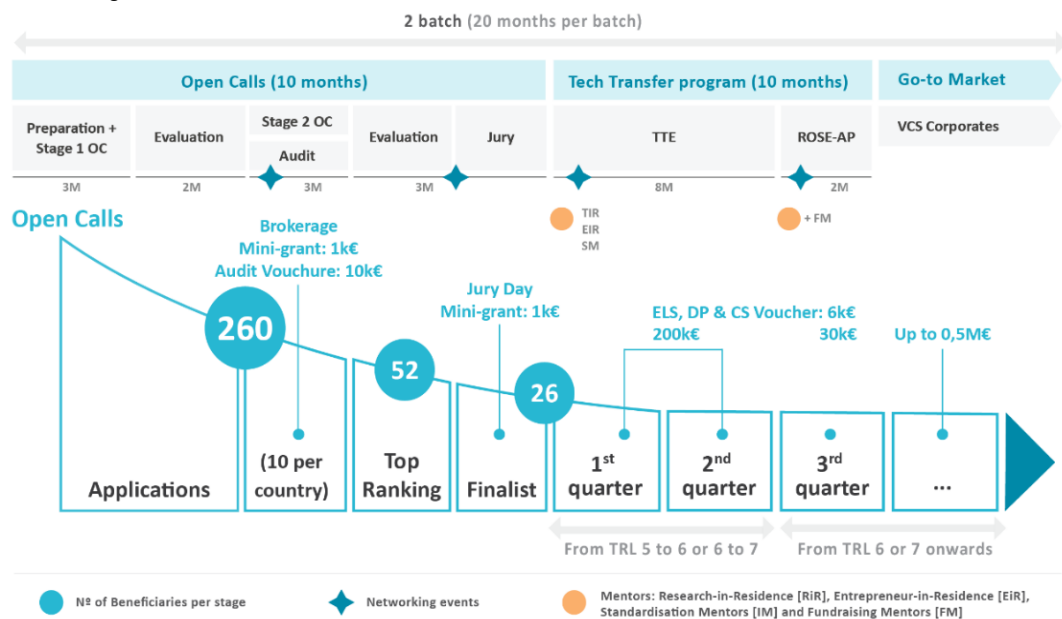 2 batch (20 months per batch)
Open Calls (10 months)
Tech Transfer program (10 months)
Go-to Market
Preparation +
Stage 1 OC
Evaluation
Stage 2 OC
Audit
Evaluation
Jury
TTE
ROSE-AP
VCS Corporates
3M
2M
3M
3M
8M
2M
TIR
EIR
SM
+ FM
Open Calls
Brokerage
Mini-grant: 1k€
Audit Vouchure: 10k€
Jury Day
Mini-grant: 1k€
ELS, DP & CS Voucher: 6k€
200k€
30k€
Up to 0,5M€
260
52
26
Applications
(10 per
country)
Top
Ranking
Finalist
1st
quarter
2nd
quarter
3rd
quarter
...
From TRL 5 to 6 or 6 to 7
From TRL 6 or 7 onwards
Nº of Beneficiaries per stage
Networking events
Mentors: Research-in-Residence [RiR], Entrepreneur-in-Residence [EiR],
Standardisation Mentors [IM] and Fundraising Mentors [FM]